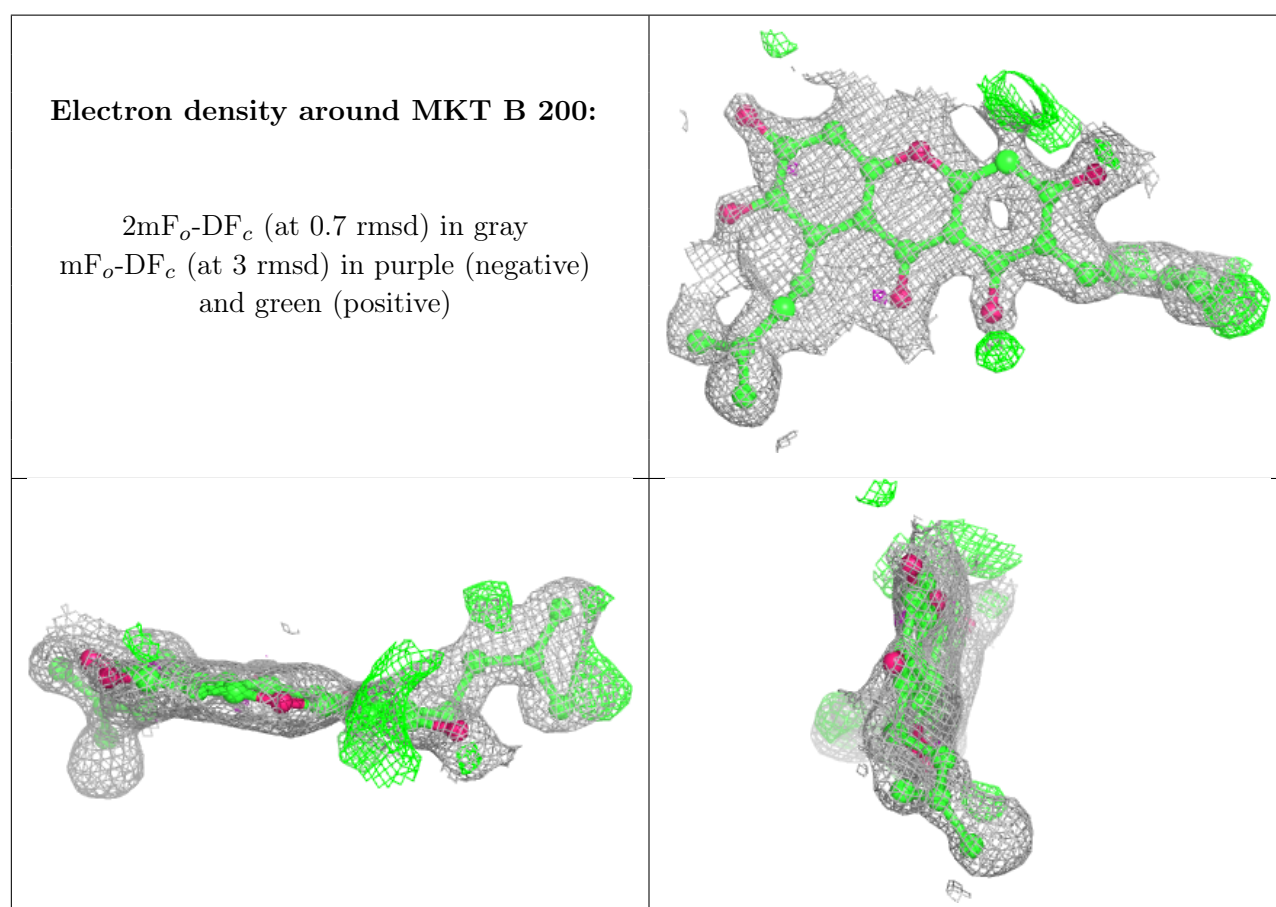 Electron density around MKT B 200:
2mFₒ-DF𝒸 (at 0.7 rmsd) in gray
mFₒ-DF𝒸 (at 3 rmsd) in purple (negative)
and green (positive)